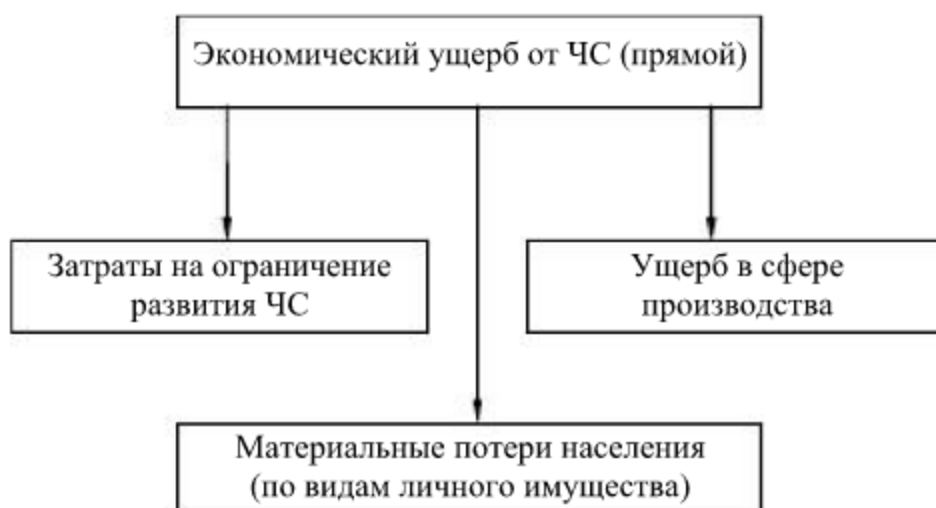 Экономический ущерб от ЧС (прямой)
Затраты на ограничение
развития ЧС
Ущерб в сфере
производства
Материальные потери населения
(по видам личного имущества)